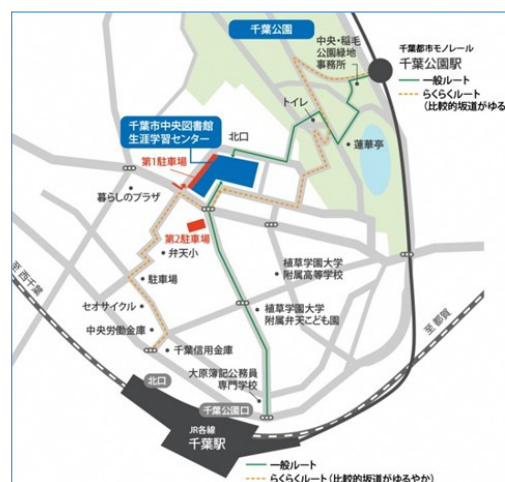 千葉公園
中央・稲毛
公園緑地
事務所
千葉都市モノレール
千葉公園駅
一般ルート
らくらくルート
(比較的坂道がゆる
トイレ
千葉市中央図書館
生涯学習センター
北口
蓮華亭
第1駐車場
暮らしのプラザ
第2駐車場
弁天小
植草学園大学
附属高等学校
駐車場
至西千葉
セオサイクル
植草学園大学
附属弁天こども園
至都賀
中央労働金庫
千葉信用金庫
大原簿記公務員
専門学校
北口
千葉公園口
JR各線
千葉駅
一般ルート
らくらくルート(比較的坂道がゆるやか)